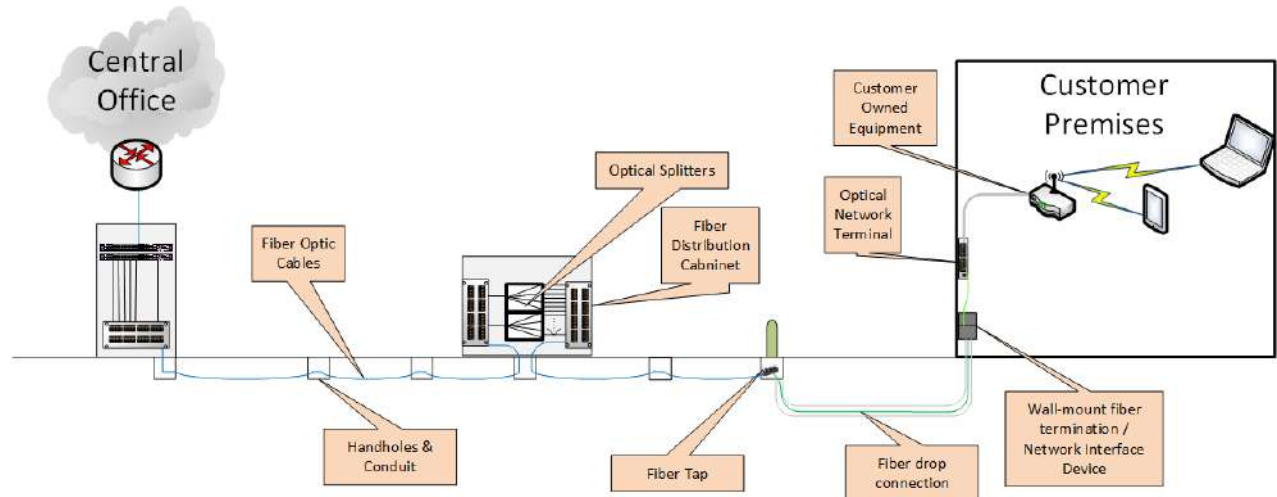 Central
Office
Customer
Owned
Equipment
Customer
Premises
Optical Splitters
Optical
Network
Terminal
Fiber Optic
Cables
Fiber
Distribution
Cabninet
Handholes &
Conduit
Fiber Tap
Fiber drop
connection
Wall-mount fiber
termination /
Network Interface
Device